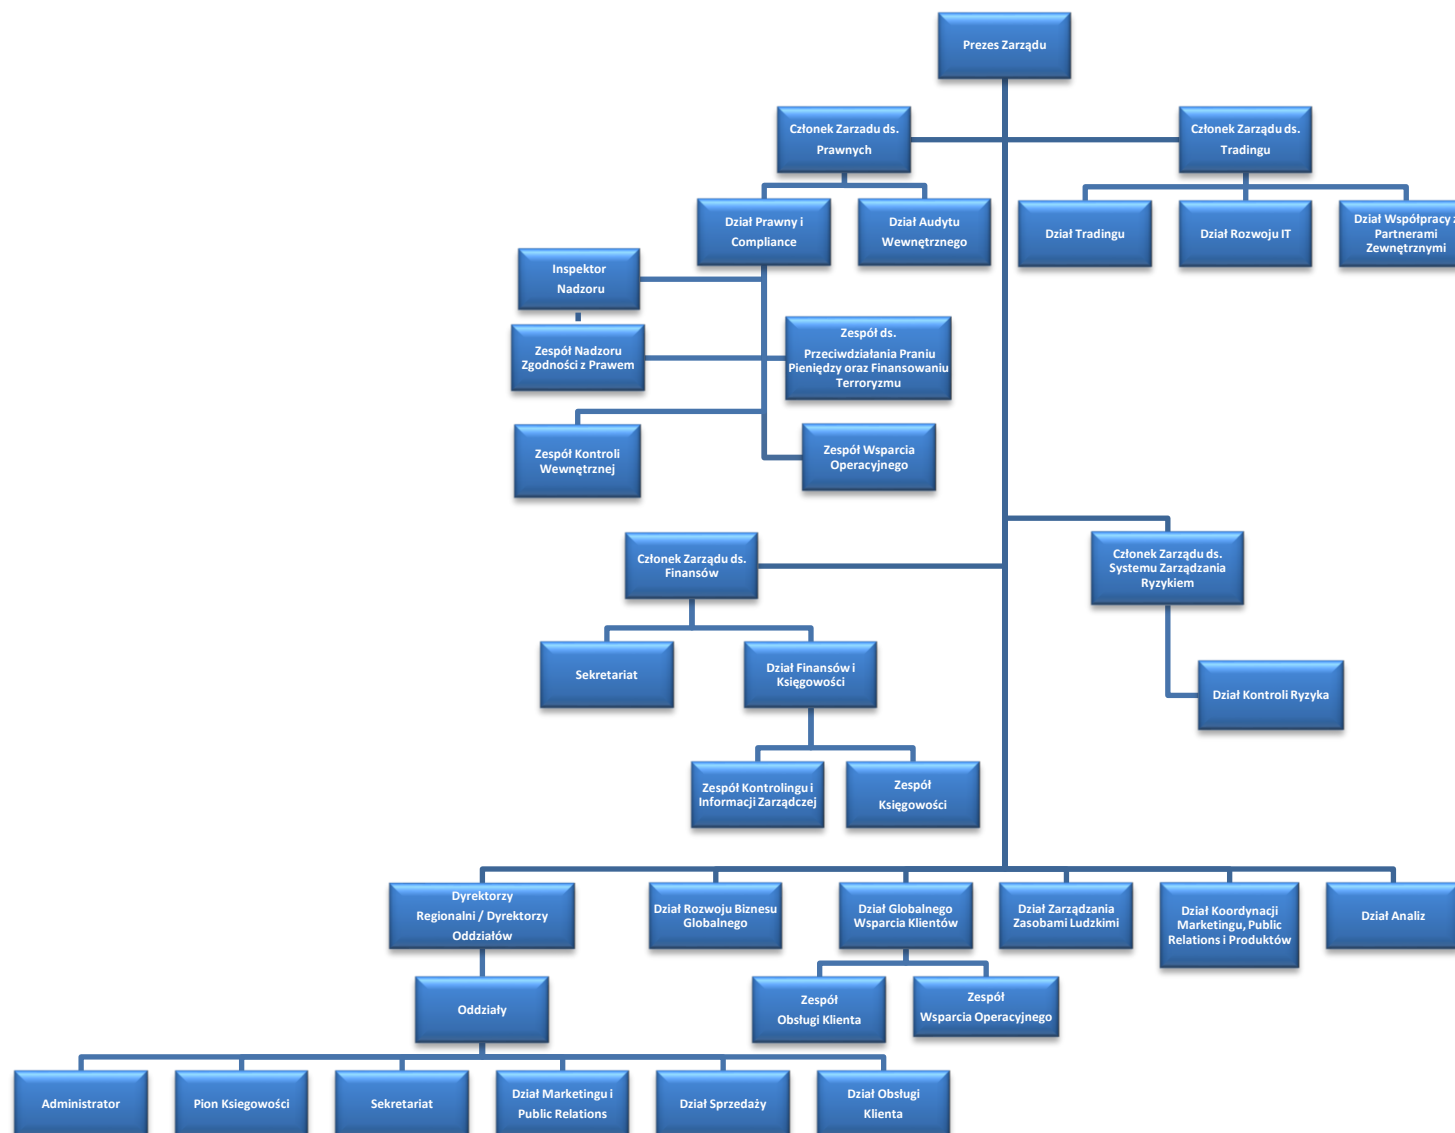 Prezes Zarządu
Członek Zarzadu ds.
Prawnych
Członek Zarządu ds.
Tradingu
Dział Prawny i
Compliance
Dział Audytu
Wewnętrznego
Dział Tradingu
Dział Rozwoju IT
Dział Współpracy z
Partnerami
Zewnętrznymi
Inspektor
Nadzoru
Zespół Nadzoru
Zgodności z Prawem
Zespół ds.
Przeciwdziałania Praniu
Pieniędzy oraz Finansowaniu
Terroryzmu
Zespół Kontroli
Wewnętrznej
Zespół Wsparcia
Operacyjnego
Członek Zarządu ds.
Finansów
Członek Zarządu ds.
Systemu Zarządzania
Ryzykiem
Sekretariat
Dział Finansów i
Księgowości
Dział Kontroli Ryzyka
Zespół Kontrolingu i
Informacji Zarządczej
Zespół
Księgowości
Dyrektorzy
Regionalni / Dyrektorzy
Oddziałów
Dział Rozwoju Biznesu
Globalnego
Dział Globalnego
Wsparcia Klientów
Dział Zarządzania
Zasobami Ludzkimi
Dział Koordynacji
Marketingu, Public
Relations i Produktów
Dział Analiz
Oddziały
Zespół
Obsługi Klienta
Zespół
Wsparcia Operacyjnego
Administrator
Pion Ksiegowości
Sekretariat
Dział Marketingu i
Public Relations
Dział Sprzedaży
Dział Obsługi
Klienta